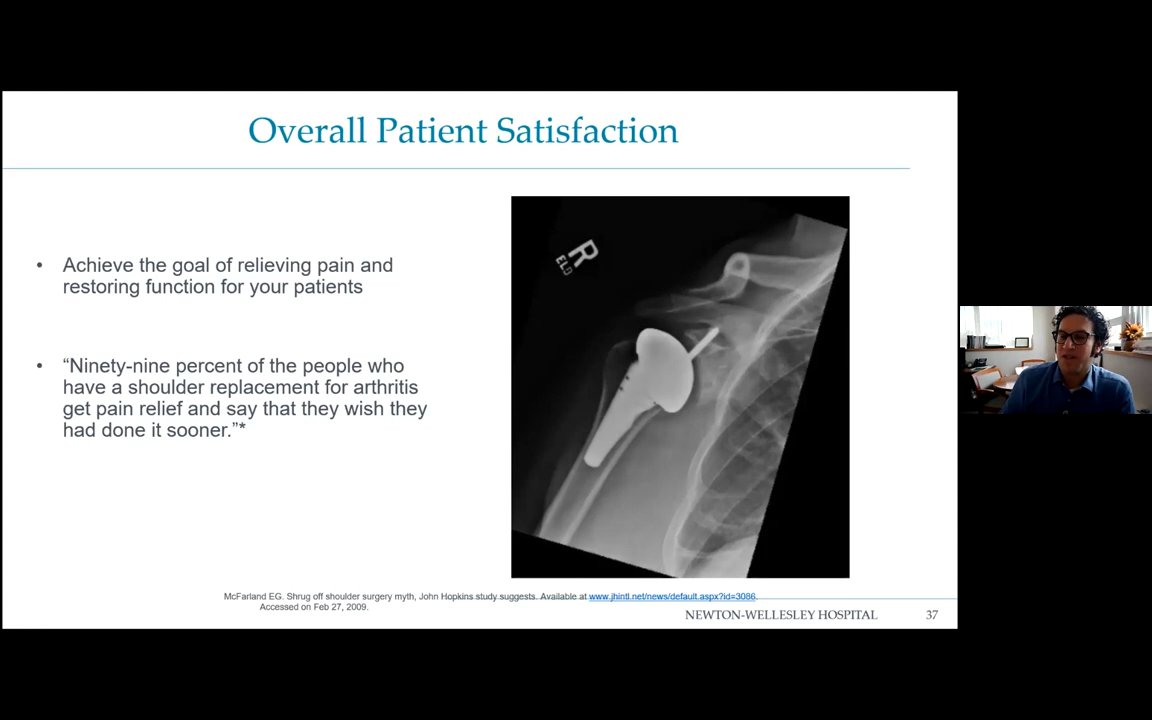 Overall Patient Satisfaction
• Achieve the goal of relieving pain and
restoring function for your patients
• “Ninety-nine percent of the people who
have a shoulder replacement for arthritis
get pain relief and say that they wish they
had done it sooner.”*
R
ELD
McFarland EG. Shrug off shoulder surgery myth, John Hopkins study suggests. Available at www.jhintl.net/news/default.aspx?id=3086.
Accessed on Feb 27, 2009.
NEWTON-WELLESLEY HOSPITAL 37